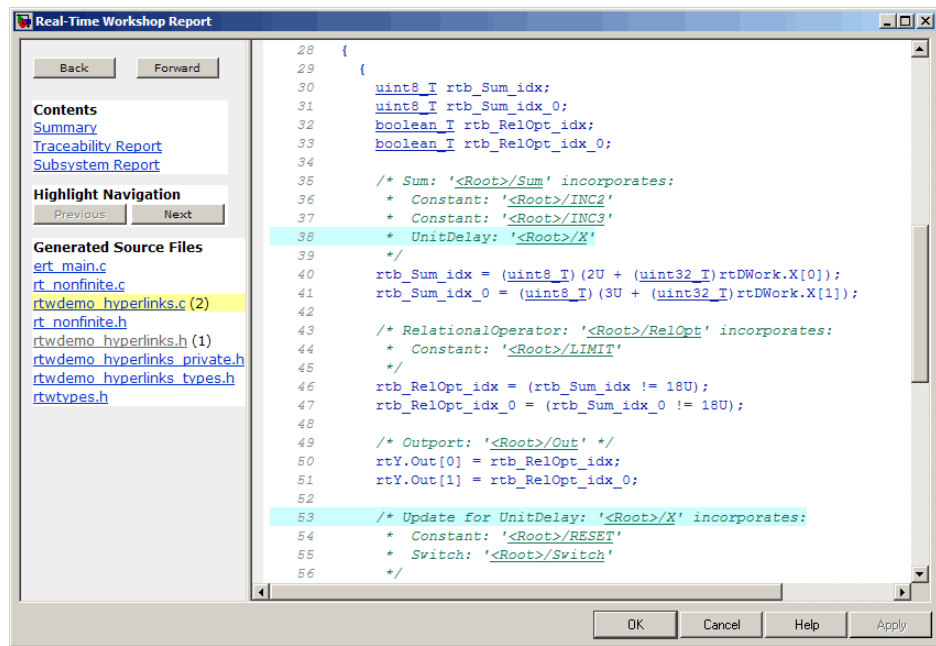 Real-Time Workshop Report
Back Forward
Contents
Summary
Traceability Report
Subsystem Report
Highlight Navigation
Previous Next
Generated Source Files
ert_main.c
rt_nonfinite.c
rtwdemo_hyperlinks.c (2)
rt_nonfinite.h
rtwdemo_hyperlinks.h (1)
rtwdemo_hyperlinks_private.h
rtwdemo_hyperlinks_types.h
rtwtypes.h
28 {
29 {
30 uint8_T rtb_Sum_idx;
31 uint8_T rtb_Sum_idx_0;
32 boolean_T rtb_RelOpt_idx;
33 boolean_T rtb_RelOpt_idx_0;
34
35 /* Sum: '<Root>/Sum' incorporates:
36 * Constant: '<Root>/INC2'
37 * Constant: '<Root>/INC3'
38 * UnitDelay: '<Root>/X'
39 */
40 rtb_Sum_idx = (uint8_T)(2U + (uint32_T)rtDWork.X[0]);
41 rtb_Sum_idx_0 = (uint8_T)(3U + (uint32_T)rtDWork.X[1]);
42
43 /* RelationalOperator: '<Root>/RelOpt' incorporates:
44 * Constant: '<Root>/LIMIT'
45 */
46 rtb_RelOpt_idx = (rtb_Sum_idx != 18U);
47 rtb_RelOpt_idx_0 = (rtb_Sum_idx_0 != 18U);
48
49 /* Outport: '<Root>/Out' */
50 rtY.Out[0] = rtb_RelOpt_idx;
51 rtY.Out[1] = rtb_RelOpt_idx_0;
52
53 /* Update for UnitDelay: '<Root>/X' incorporates:
54 * Constant: '<Root>/RESET'
55 * Switch: '<Root>/Switch'
56 */
OK Cancel Help Apply